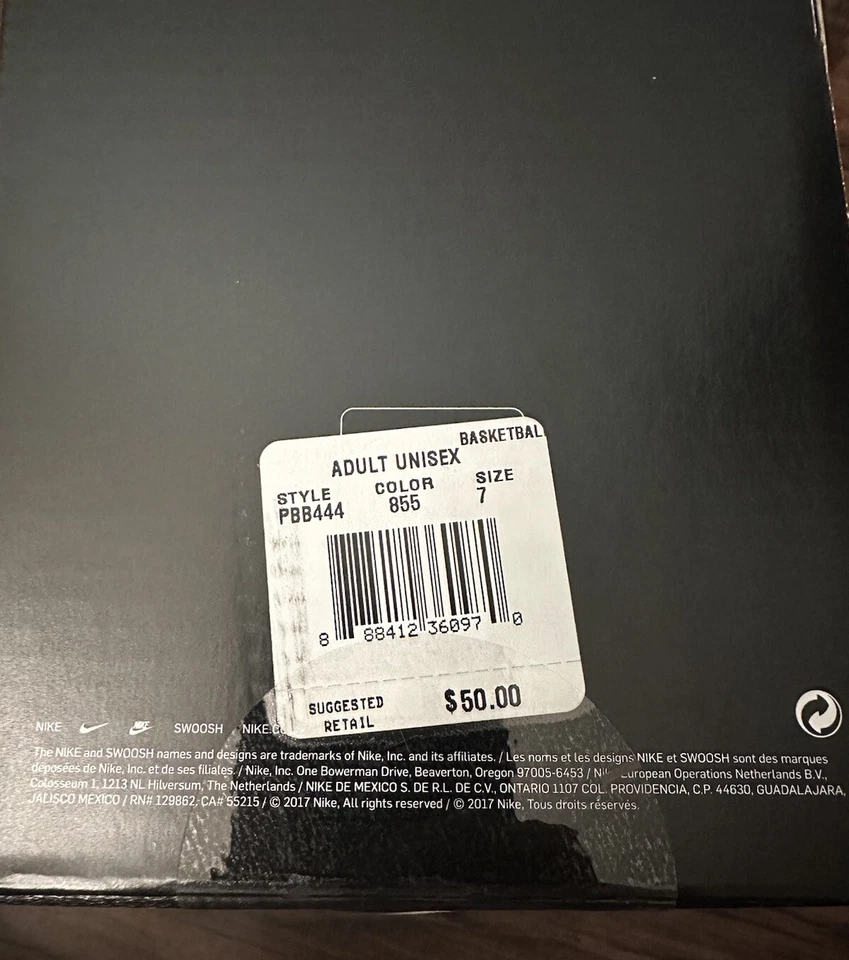 BASKETBAL
ADULT UNISEX
STYLE COLOR SIZE
PBB444 855 7
8 88412 36097 0
SUGGESTED RETAIL $50.00
NIKE SWOOSH NIKE.C
The NIKE and SWOOSH names and designs are trademarks of Nike, Inc. and its affiliates. / Les noms et les designs NIKE et SWOOSH sont des marques
déposées de Nike, Inc. et de ses filiales. / Nike, Inc. One Bowerman Drive, Beaverton, Oregon 97005-6453 / European Operations Netherlands B.V.,
Colosseum 1, 1213 NL Hilversum, The Netherlands / NIKE DE MEXICO S. DE R.L. DE C.V., ONTARIO 1107 COL. PROVIDENCIA, C.P. 44630, GUADALAJARA,
JALISCO MEXICO / RN# 129862, CA# 55215 / © 2017 Nike, All rights reserved / © 2017 Nike, Tous droits réservés.